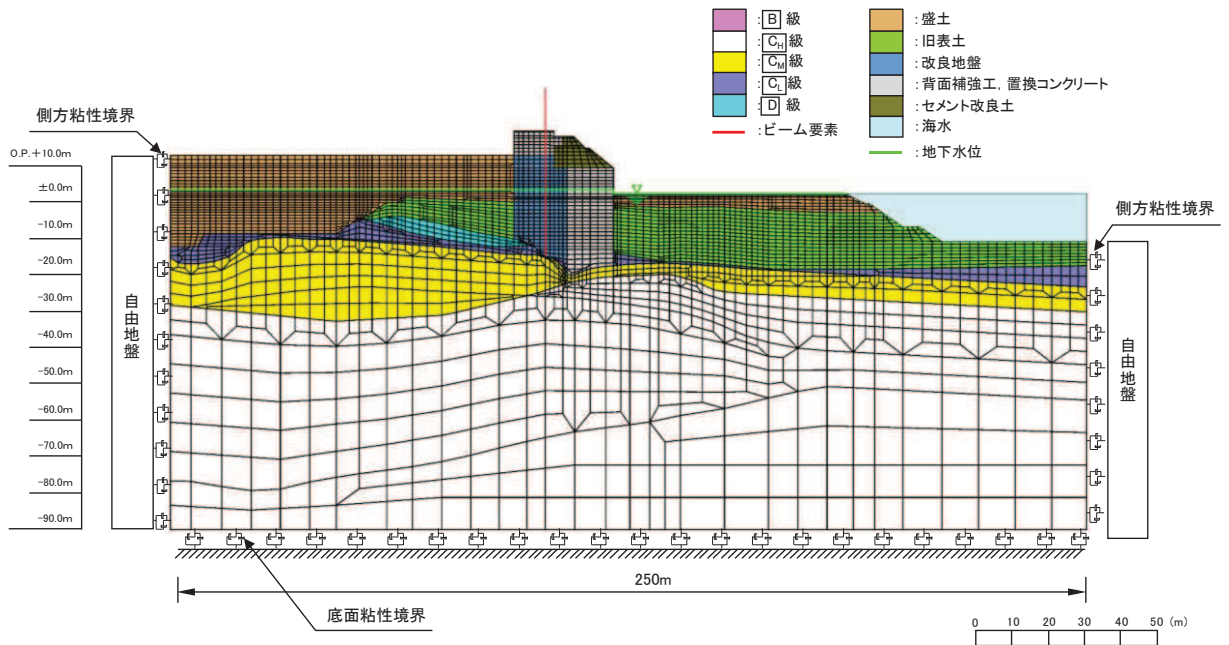 :B 級
:CH級
:CM級
:CL級
:D 級
:ビーム要素
:盛土
:旧表土
:改良地盤
:背面補強工, 置換コンクリート
:セメント改良土
:海水
:地下水位
側方粘性境界
O.P.+10.0m
±0.0m
-10.0m
-20.0m
-30.0m
-40.0m
-50.0m
-60.0m
-70.0m
-80.0m
-90.0m
自由地盤
側方粘性境界
自由地盤
250m
底面粘性境界
0 10 20 30 40 50 (m)